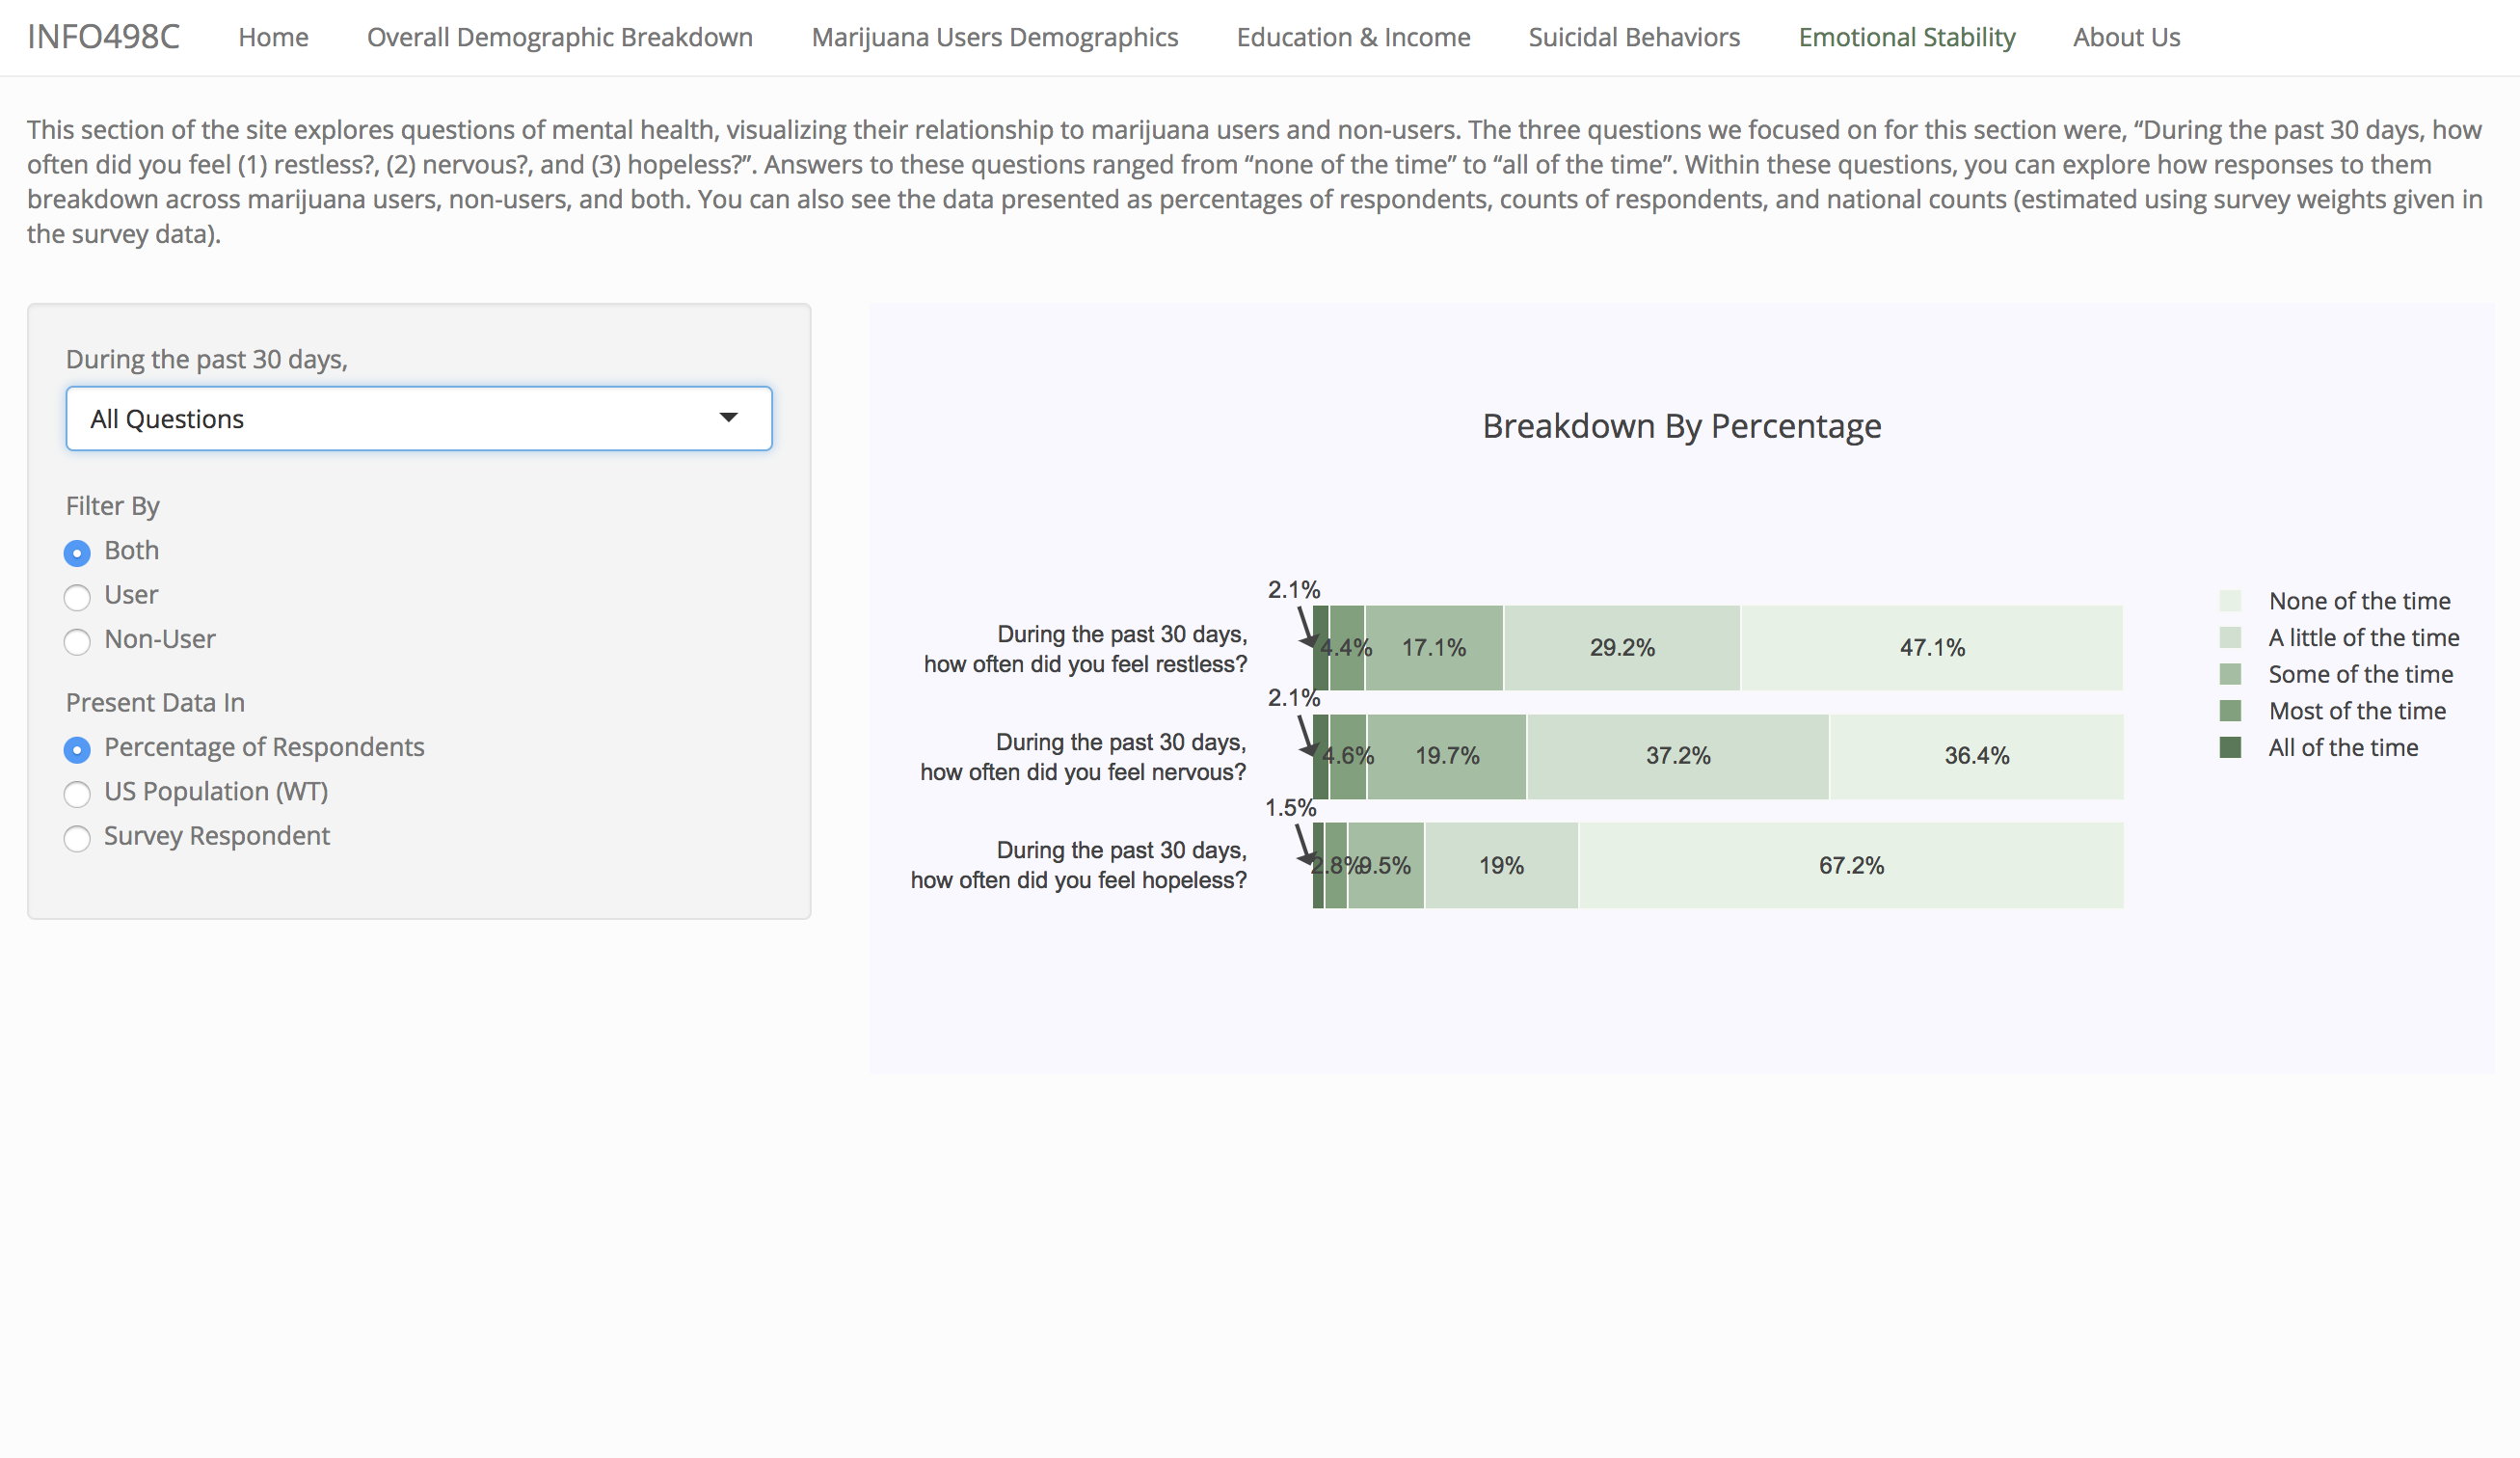 INFO498C Home Overall Demographic Breakdown Marijuana Users Demographics Education & Income Suicidal Behaviors Emotional Stability About Us
This section of the site explores questions of mental health, visualizing their relationship to marijuana users and non-users. The three questions we focused on for this section were, “During the past 30 days, how
often did you feel (1) restless?, (2) nervous?, and (3) hopeless?”. Answers to these questions ranged from “none of the time” to “all of the time”. Within these questions, you can explore how responses to them
breakdown across marijuana users, non-users, and both. You can also see the data presented as percentages of respondents, counts of respondents, and national counts (estimated using survey weights given in
the survey data).
During the past 30 days,
All Questions
Filter By
Both
User
Non-User
Present Data In
Percentage of Respondents
US Population (WT)
Survey Respondent
Breakdown By Percentage
2.1%
During the past 30 days,
how often did you feel restless?
4.4% 17.1% 29.2% 47.1%
2.1%
During the past 30 days,
how often did you feel nervous?
4.6% 19.7% 37.2% 36.4%
1.5%
During the past 30 days,
how often did you feel hopeless?
2.8% 9.5% 19% 67.2%
None of the time
A little of the time
Some of the time
Most of the time
All of the time